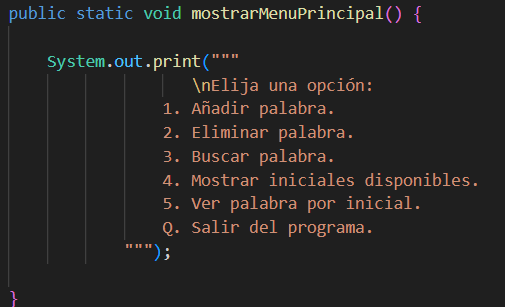 public static void mostrarMenuPrincipal() {
System.out.print("""
\nElija una opción:
1. Añadir palabra.
2. Eliminar palabra.
3. Buscar palabra.
4. Mostrar iniciales disponibles.
5. Ver palabra por inicial.
Q. Salir del programa.
""");
}